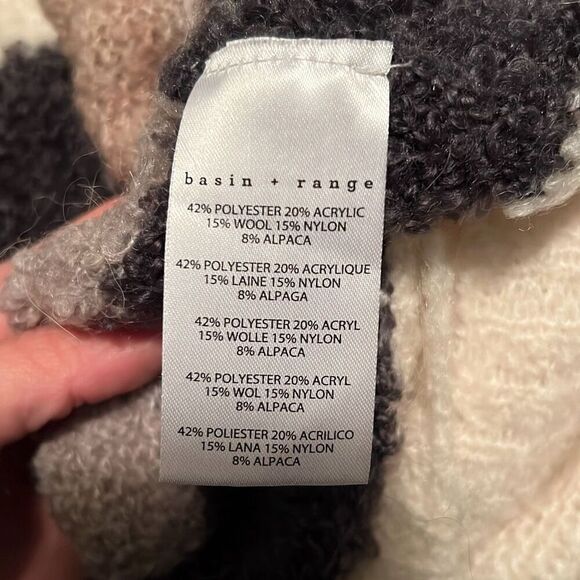 basin + range
42% POLYESTER 20% ACRYLIC
15% WOOL 15% NYLON
8% ALPACA
42% POLYESTER 20% ACRYLIQUE
15% LAINE 15% NYLON
8% ALPAGA
42% POLYESTER 20% ACRYL
15% WOLLE 15% NYLON
8% ALPACA
42% POLYESTER 20% ACRYL
15% WOL 15% NYLON
8% ALPACA
42% POLIESTER 20% ACRILICO
15% LANA 15% NYLON
8% ALPACA